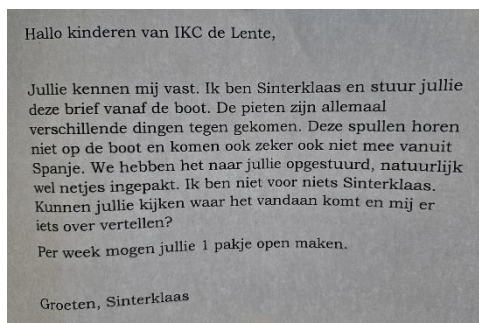 Hallo kinderen van IKC de Lente,
Jullie kennen mij vast. Ik ben Sinterklaas en stuur jullie
deze brief vanaf de boot. De pieten zijn allemaal
verschillende dingen tegen gekomen. Deze spullen horen
niet op de boot en komen ook zeker ook niet mee vanuit
Spanje. We hebben het naar jullie opgestuurd, natuurlijk
wel netjes ingepakt. Ik ben niet voor niets Sinterklaas.
Kunnen jullie kijken waar het vandaan komt en mij er
iets over vertellen?
Per week mogen jullie 1 pakje open maken.
Groeten, Sinterklaas